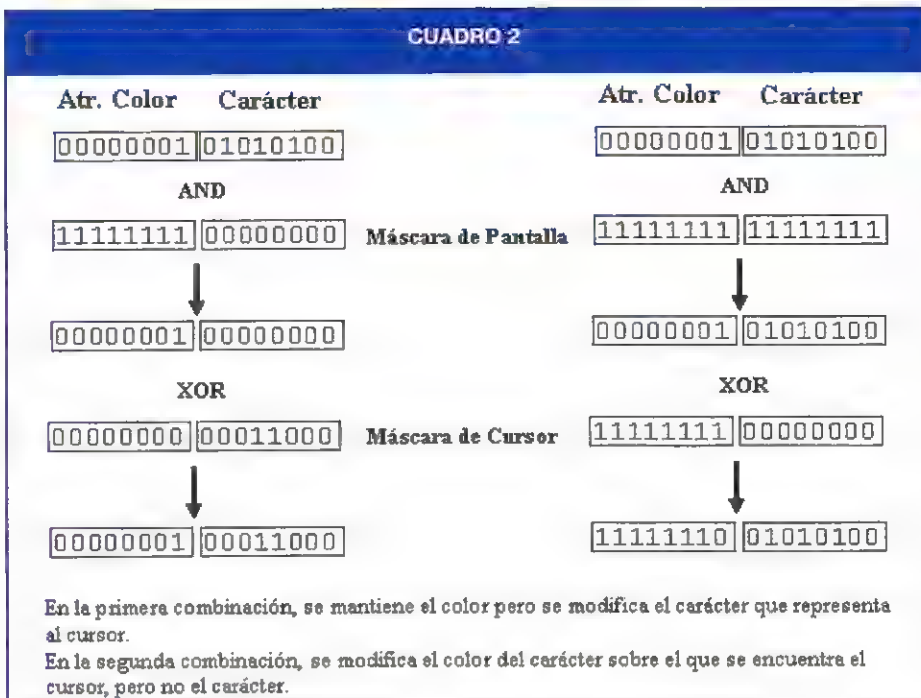 CUADRO 2
Atr. Color Carácter Atr. Color Carácter
00000001 01010100 00000001 01010100
AND AND
11111111 00000000 Máscara de Pantalla 11111111 11111111
00000001 00000000 00000001 01010100
XOR XOR
00000000 00011000 Máscara de Cursor 11111111 00000000
00000001 00011000 11111110 01010100
En la primera combinación, se mantiene el color pero se modifica el carácter que representa
al cursor.
En la segunda combinación, se modifica el color del carácter sobre el que se encuentra el
cursor, pero no el carácter.